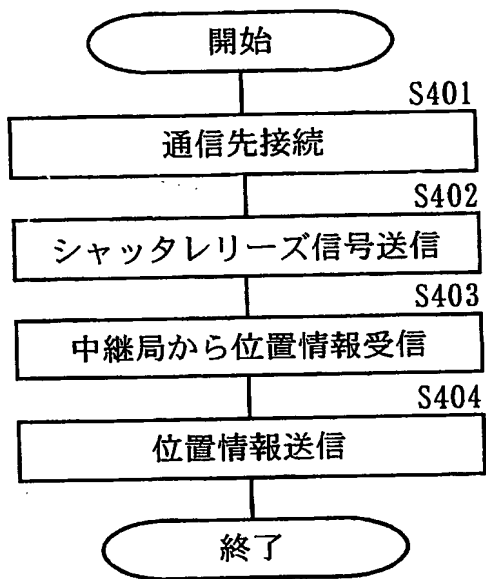 開始
S401
通信先接続
S402
シャッタレリーズ信号送信
S403
中継局から位置情報受信
S404
位置情報送信
終了